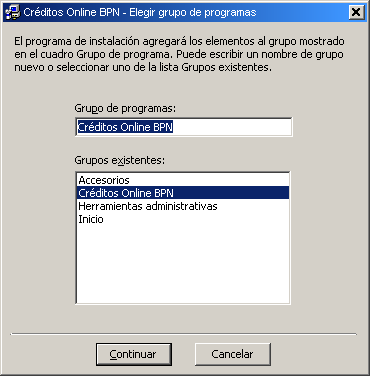 Créditos Online BPN - Elegir grupo de programas
El programa de instalación agregará los elementos al grupo mostrado
en el cuadro Grupo de programa. Puede escribir un nombre de grupo
nuevo o seleccionar uno de la lista Grupos existentes.
Grupo de programas:
Créditos Online BPN
Grupos existentes:
Accesorios
Créditos Online BPN
Herramientas administrativas
Inicio
Continuar
Cancelar